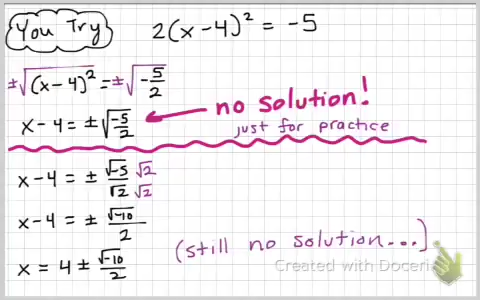 You Try
2(x-4)² = -5
±√(x-4)² = ±√-5/2
no solution!
x-4 = ±√-5/2
just for practice
x-4 = ± √-5/√2 √2/√2
x-4 = ± √-10/2
x = 4 ± √-10/2
(still no solution...)
Created with Doceri